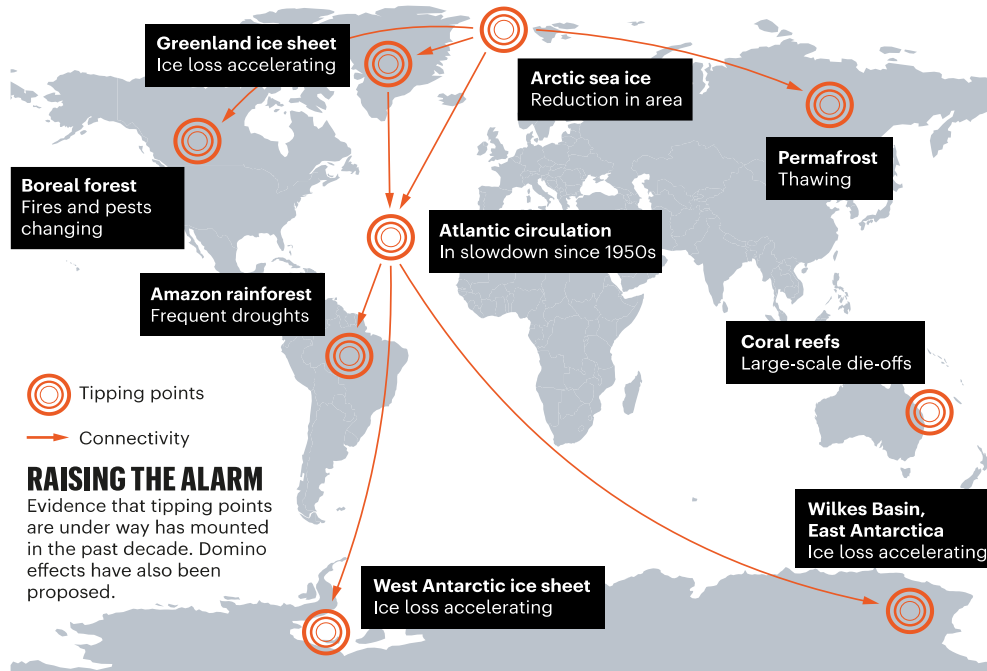 Greenland ice sheet
Ice loss accelerating
Arctic sea ice
Reduction in area
Boreal forest
Fires and pests
changing
Permafrost
Thawing
Atlantic circulation
In slowdown since 1950s
Amazon rainforest
Frequent droughts
Coral reefs
Large-scale die-offs
Tipping points
Connectivity
RAISING THE ALARM
Evidence that tipping points
are under way has mounted
in the past decade. Domino
effects have also been
proposed.
Wilkes Basin,
East Antarctica
Ice loss accelerating
West Antarctic ice sheet
Ice loss accelerating